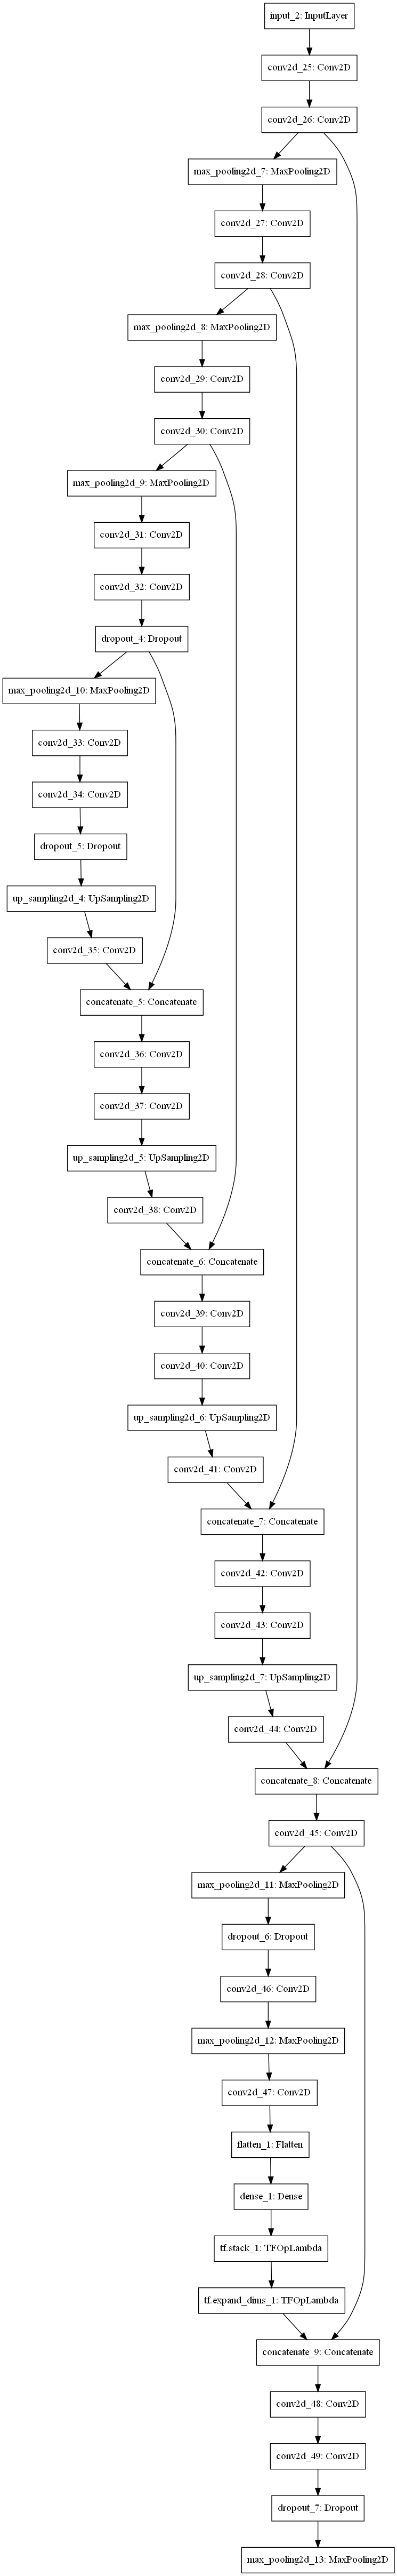 input_2: InputLayer
conv2d_25: Conv2D
conv2d_26: Conv2D
max_pooling2d_7: MaxPooling2D
conv2d_27: Conv2D
conv2d_28: Conv2D
max_pooling2d_8: MaxPooling2D
conv2d_29: Conv2D
conv2d_30: Conv2D
max_pooling2d_9: MaxPooling2D
conv2d_31: Conv2D
conv2d_32: Conv2D
dropout_4: Dropout
max_pooling2d_10: MaxPooling2D
conv2d_33: Conv2D
conv2d_34: Conv2D
dropout_5: Dropout
up_sampling2d_4: UpSampling2D
conv2d_35: Conv2D
concatenate_5: Concatenate
conv2d_36: Conv2D
conv2d_37: Conv2D
up_sampling2d_5: UpSampling2D
conv2d_38: Conv2D
concatenate_6: Concatenate
conv2d_39: Conv2D
conv2d_40: Conv2D
up_sampling2d_6: UpSampling2D
conv2d_41: Conv2D
concatenate_7: Concatenate
conv2d_42: Conv2D
conv2d_43: Conv2D
up_sampling2d_7: UpSampling2D
conv2d_44: Conv2D
concatenate_8: Concatenate
conv2d_45: Conv2D
max_pooling2d_11: MaxPooling2D
dropout_6: Dropout
conv2d_46: Conv2D
max_pooling2d_12: MaxPooling2D
conv2d_47: Conv2D
flatten_1: Flatten
dense_1: Dense
tf.stack_1: TFOpLambda
tf.expand_dims_1: TFOpLambda
concatenate_9: Concatenate
conv2d_48: Conv2D
conv2d_49: Conv2D
dropout_7: Dropout
max_pooling2d_13: MaxPooling2D